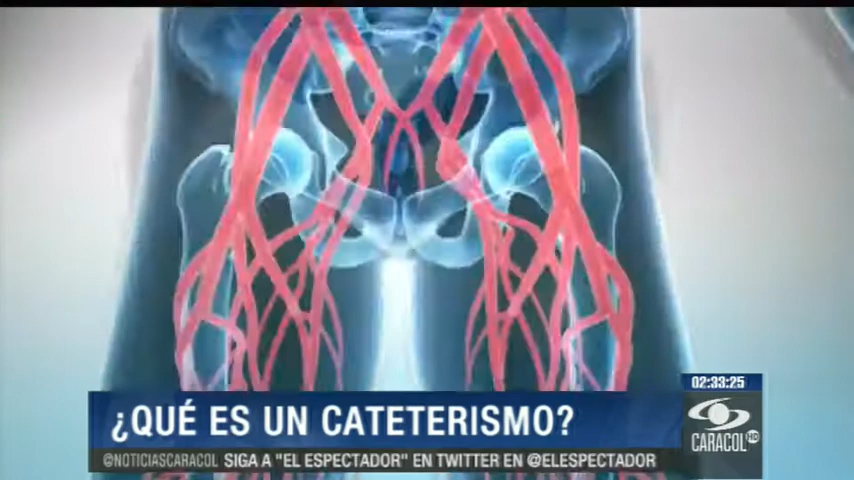 02:33:25
¿QUÉ ES UN CATETERISMO?
CARACOL HD
@NOTICIASCARACOL SIGA A "EL ESPECTADOR" EN TWITTER EN @ELESPECTADOR